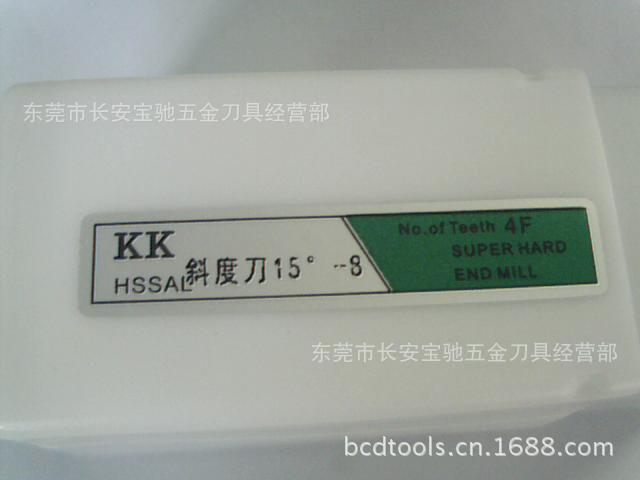 东莞市长安宝驰五金刀具经营部
KK
HSSAL斜度刀15° --8
No.of Teeth 4F
SUPER HARD
END MILL
东莞市长安宝驰五金刀具经营部
bcdtools.cn.1688.com